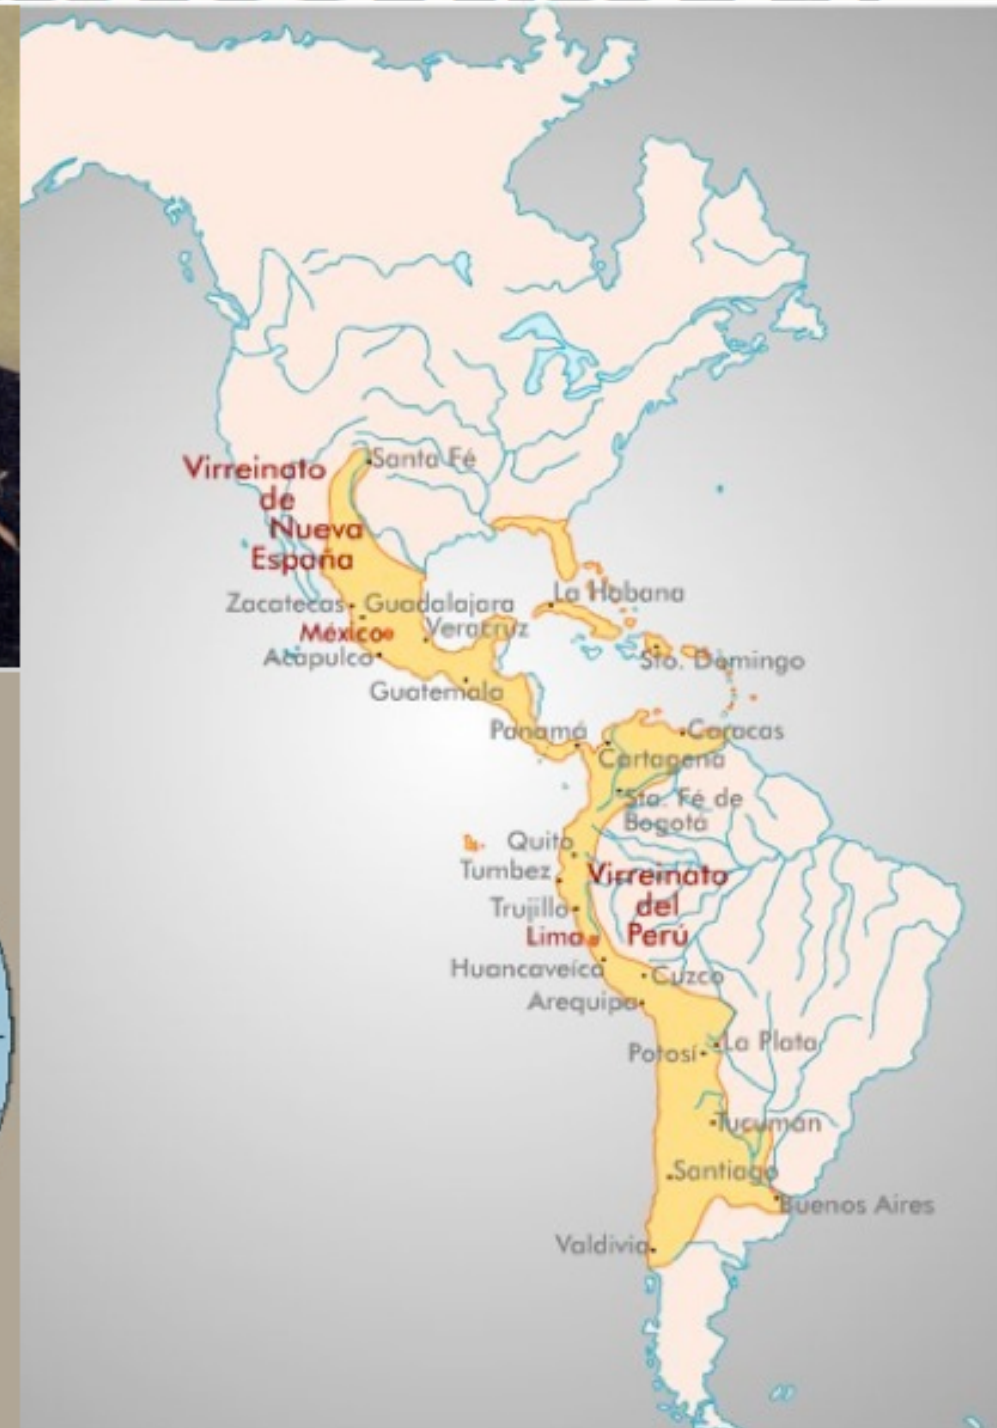 Santa Fé
Virreinato
de
Nueva
España
La Habana
Zacatecas
Guadalajara
Veracruz
México
Acapulco
Sto. Domingo
Guatemala
Panamá
Caracas
Cartagena
Sta. Fé de
Bogotá
Quito
Tumbez
Virreinato
del
Perú
Trujillo
Lima
Huancaveíca
Cuzco
Arequipa
La Plata
Potosí
Tucumán
Santiago
Buenos Aires
Valdivia